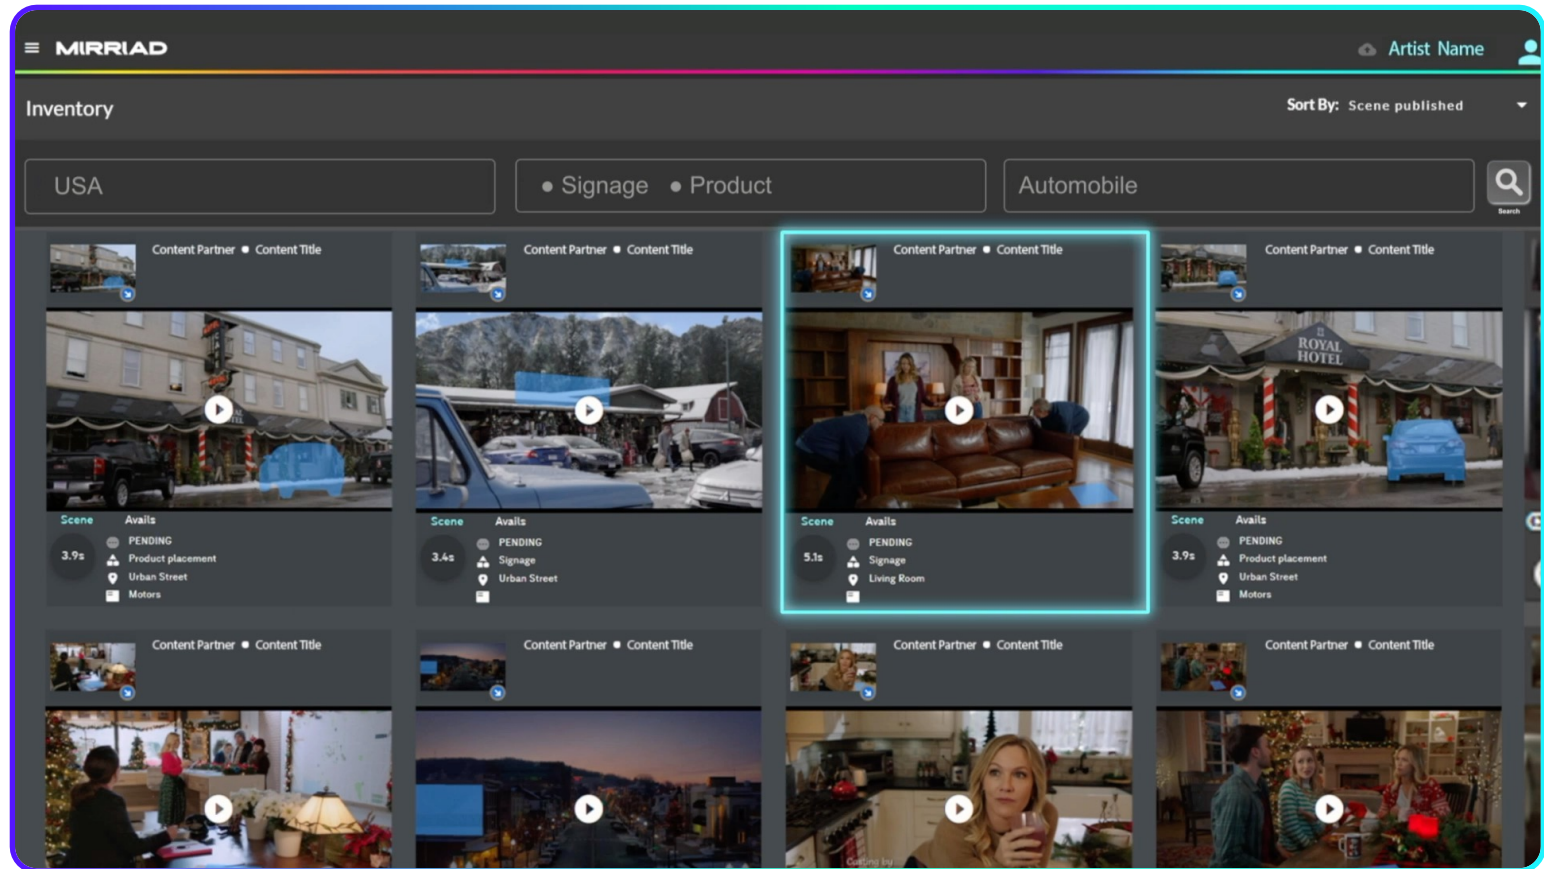 MIRRIAD
Artist Name
Inventory
Sort By: Scene published
USA
● Signage ● Product
Automobile
Search
Content Partner ● Content Title
Content Partner ● Content Title
Content Partner ● Content Title
Content Partner ● Content Title
ROYAL
HOTEL
Scene Avails
3.9s
PENDING
Product placement
Urban Street
Motors
Scene Avails
3.4s
PENDING
Signage
Urban Street
Scene Avails
5.1s
PENDING
Signage
Living Room
Scene Avails
3.9s
PENDING
Product placement
Urban Street
Motors
Content Partner ● Content Title
Content Partner ● Content Title
Content Partner ● Content Title
Content Partner ● Content Title
Casting by